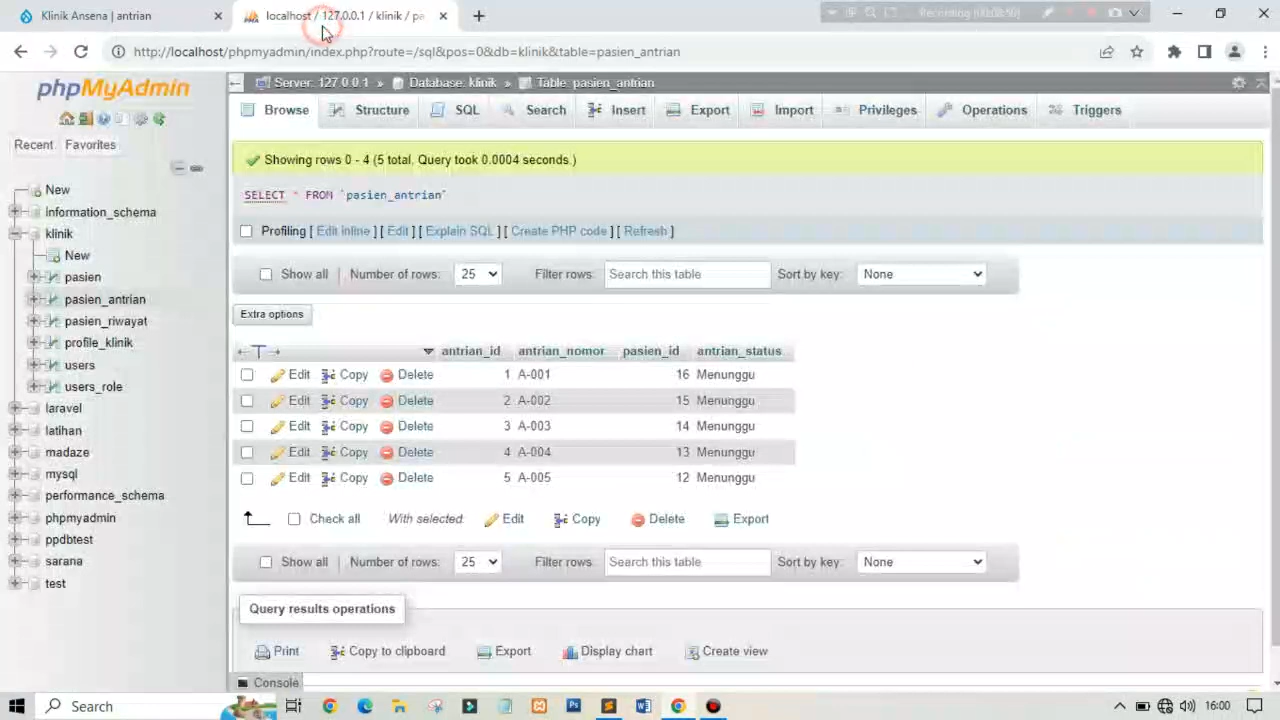 Klinik Ansena | antrian
localhost / 127.0.0.1 / klinik / pa
Recording
http://localhost/phpmyadmin/index.php?route=/sql&pos=0&db=klinik&table=pasien_antrian
phpMyAdmin
Recent Favorites
New
information_schema
klinik
New
pasien
pasien_antrian
pasien_riwayat
profile_klinik
users
users_role
laravel
latihan
madaze
mysql
performance_schema
phpmyadmin
ppdbtest
sarana
test
Server: 127.0.0.1 » Database: klinik » Table: pasien_antrian
Browse Structure SQL Search Insert Export Import Privileges Operations Triggers
Showing rows 0 - 4 (5 total, Query took 0.0004 seconds.)
SELECT * FROM `pasien_antrian`
Profiling [ Edit inline ] [ Edit ] [ Explain SQL ] [ Create PHP code ] [ Refresh ]
Show all Number of rows: 25 Filter rows: Search this table Sort by key: None
Extra options
antrian_id antrian_nomor pasien_id antrian_status
Edit Copy Delete 1 A-001 16 Menunggu
Edit Copy Delete 2 A-002 15 Menunggu
Edit Copy Delete 3 A-003 14 Menunggu
Edit Copy Delete 4 A-004 13 Menunggu
Edit Copy Delete 5 A-005 12 Menunggu
Check all With selected: Edit Copy Delete Export
Show all Number of rows: 25 Filter rows: Search this table Sort by key: None
Query results operations
Print Copy to clipboard Export Display chart Create view
Console
Search
16:00